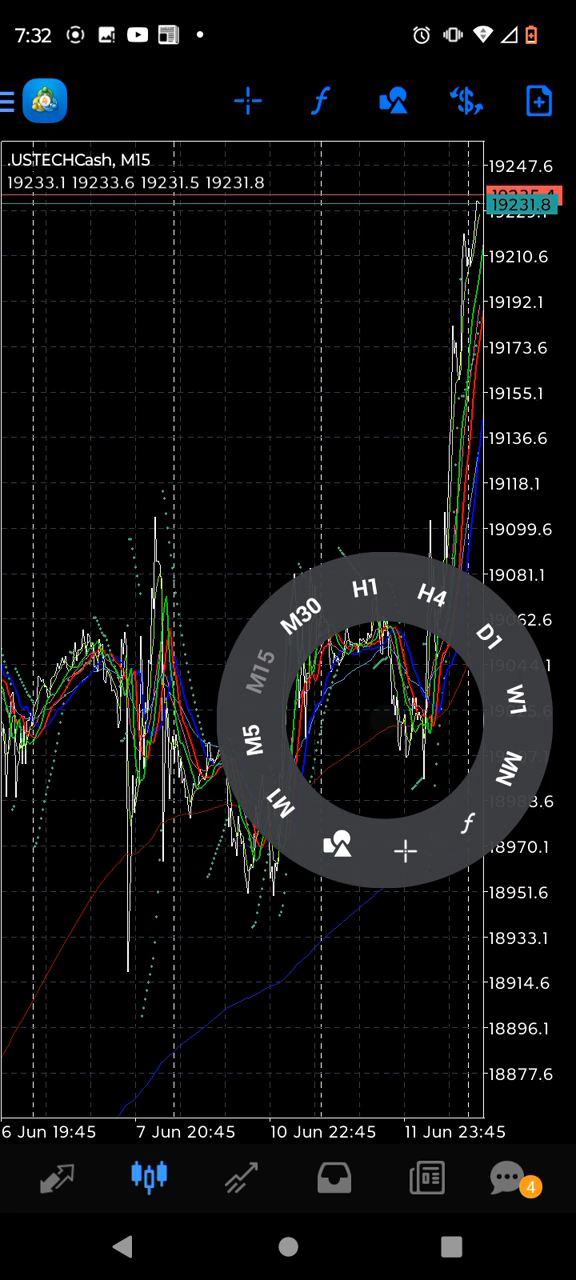 7:32
.USTECHCash, M15
19233.1 19233.6 19231.5 19231.8
19247.6
19231.8
19210.6
19192.1
19173.6
19155.1
19136.6
19118.1
19099.6
19081.1
H1
H4
M30
D1
M15
W1
M5
MN
M1
f
18970.1
18951.6
18933.1
18914.6
18896.1
18877.6
6 Jun 19:45 7 Jun 20:45 10 Jun 22:45 11 Jun 23:45
4